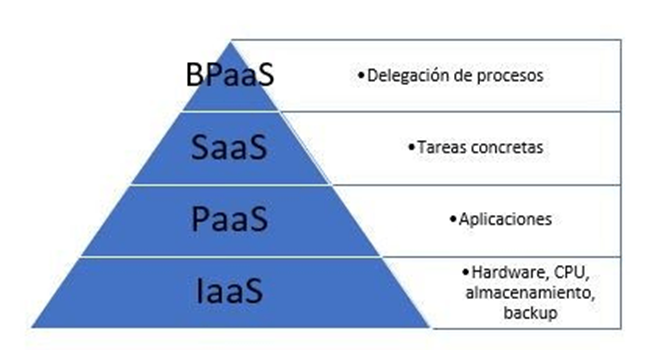 BPaaS
•Delegación de procesos
SaaS
•Tareas concretas
PaaS
•Aplicaciones
IaaS
•Hardware, CPU,
almacenamiento,
backup